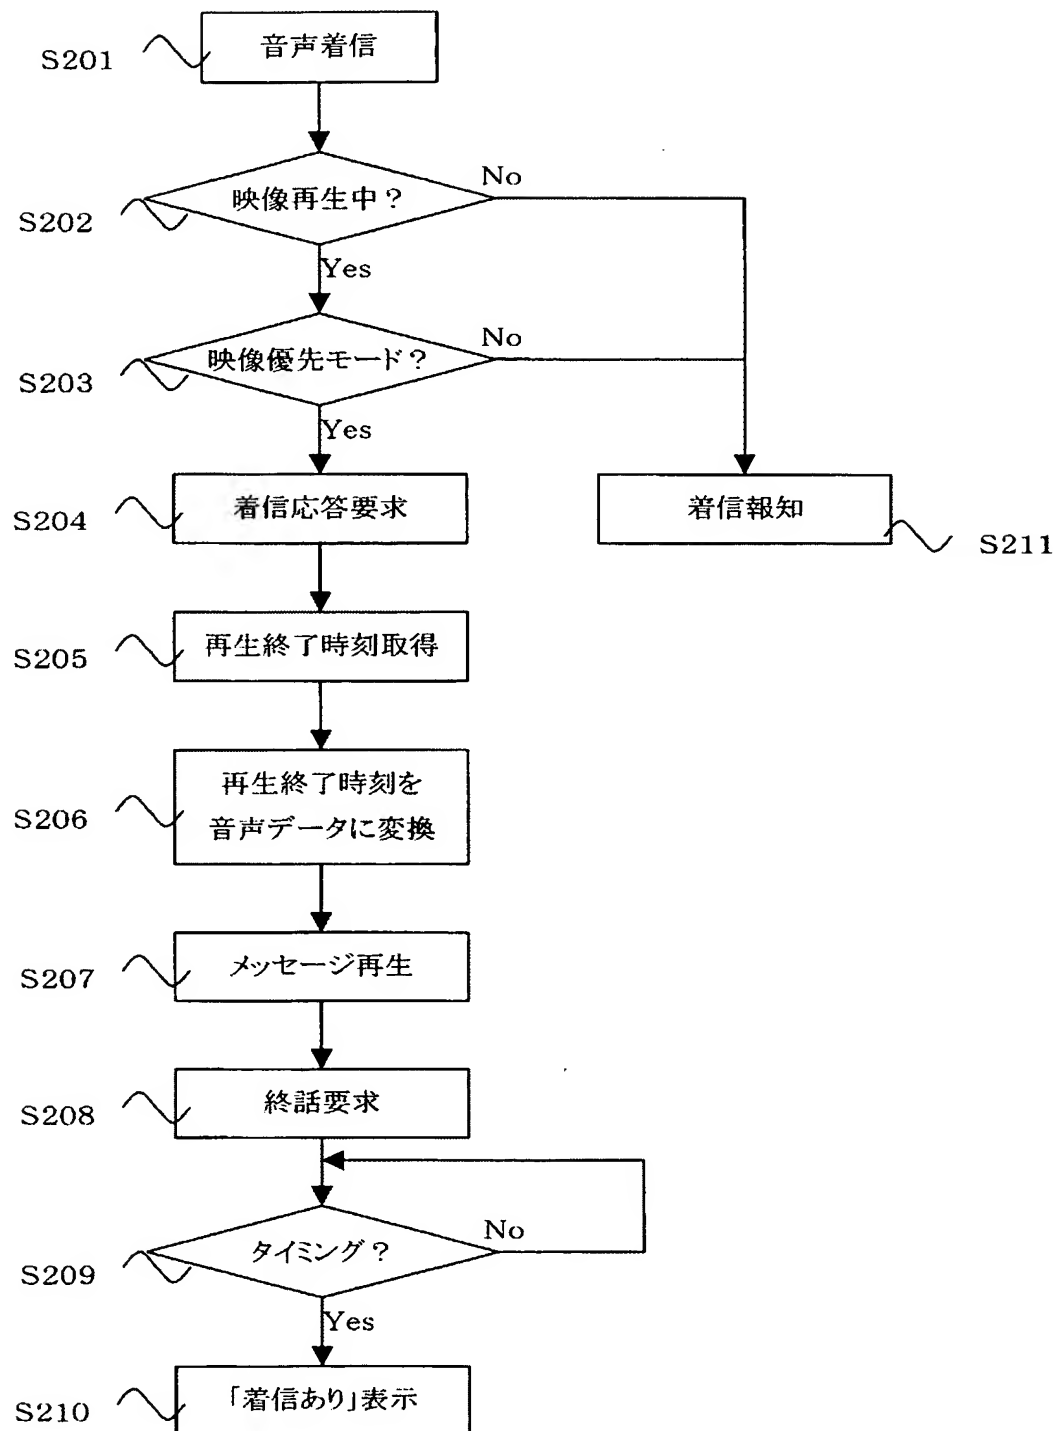 S201
音声着信
S202
映像再生中？
No
Yes
S203
映像優先モード？
No
Yes
S204
着信応答要求
着信報知
S211
S205
再生終了時刻取得
S206
再生終了時刻を
音声データに変換
S207
メッセージ再生
S208
終話要求
S209
タイミング？
No
Yes
S210
「着信あり」表示